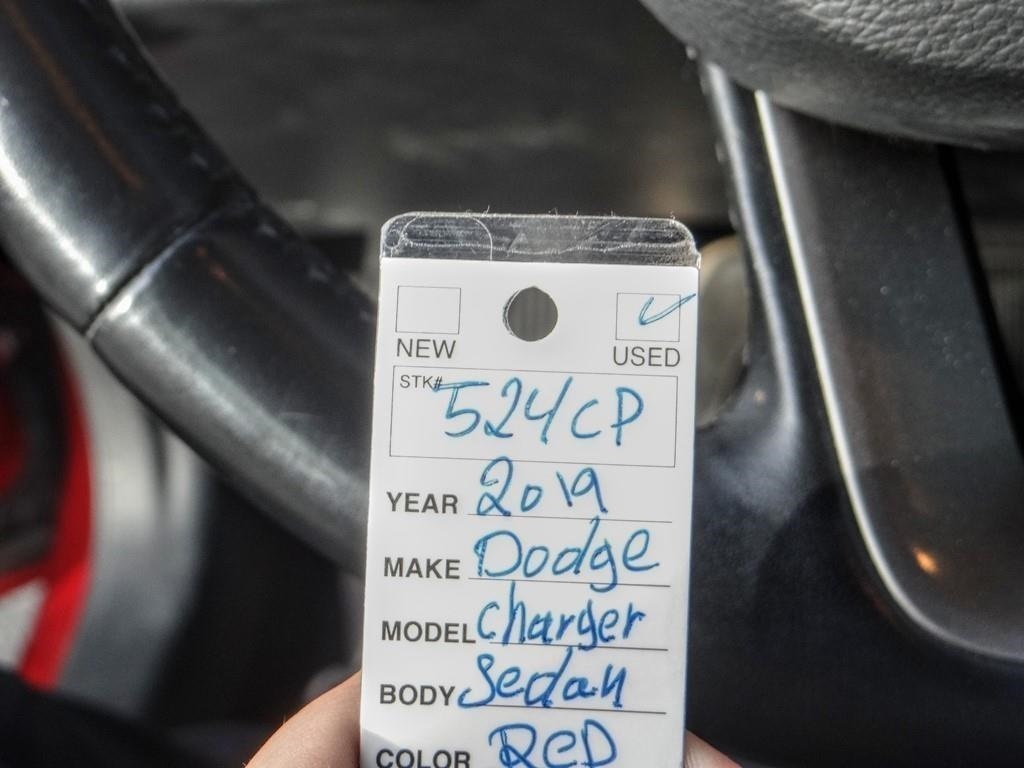 NEW USED
STK# 524CP
YEAR 2019
MAKE Dodge
MODEL charger
BODY Sedan
COLOR RED